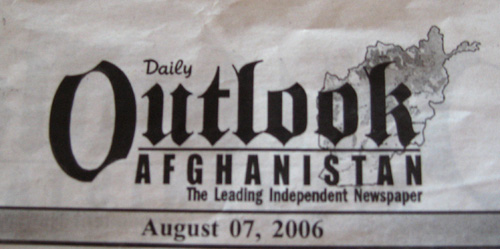 Daily
Outlook
AFGHANISTAN
The Leading Independent Newspaper
August 07, 2006